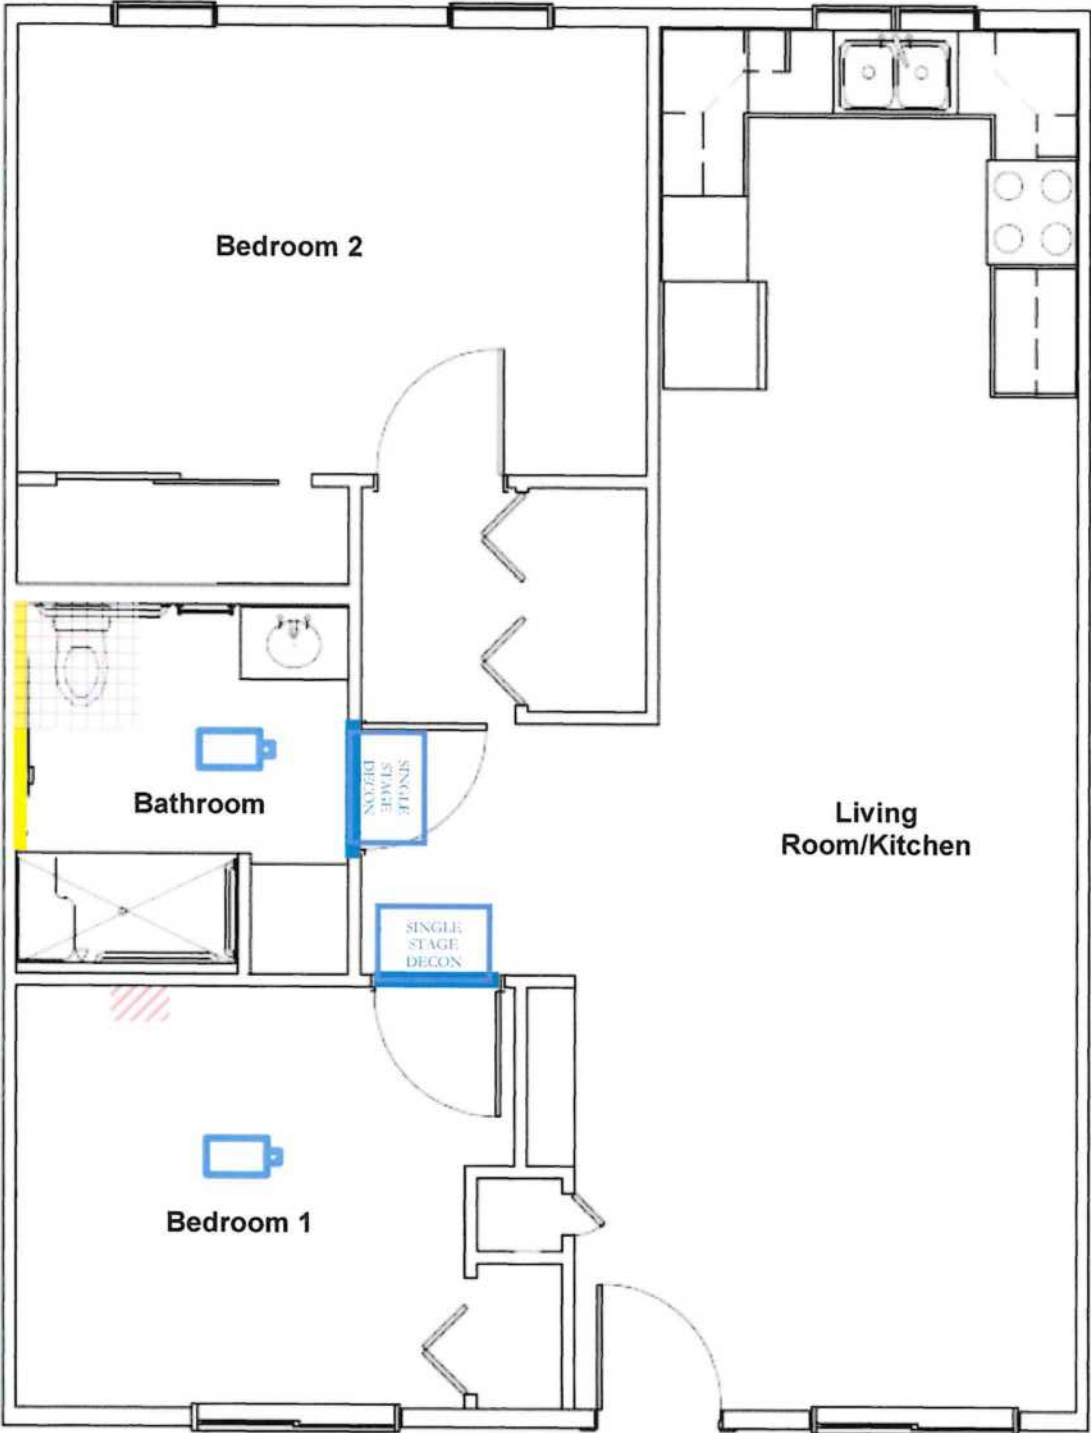 Bedroom 2
SINGLE
STAGE
DECON
Bathroom
Living
Room/Kitchen
SINGLE
STAGE
DECON
Bedroom 1